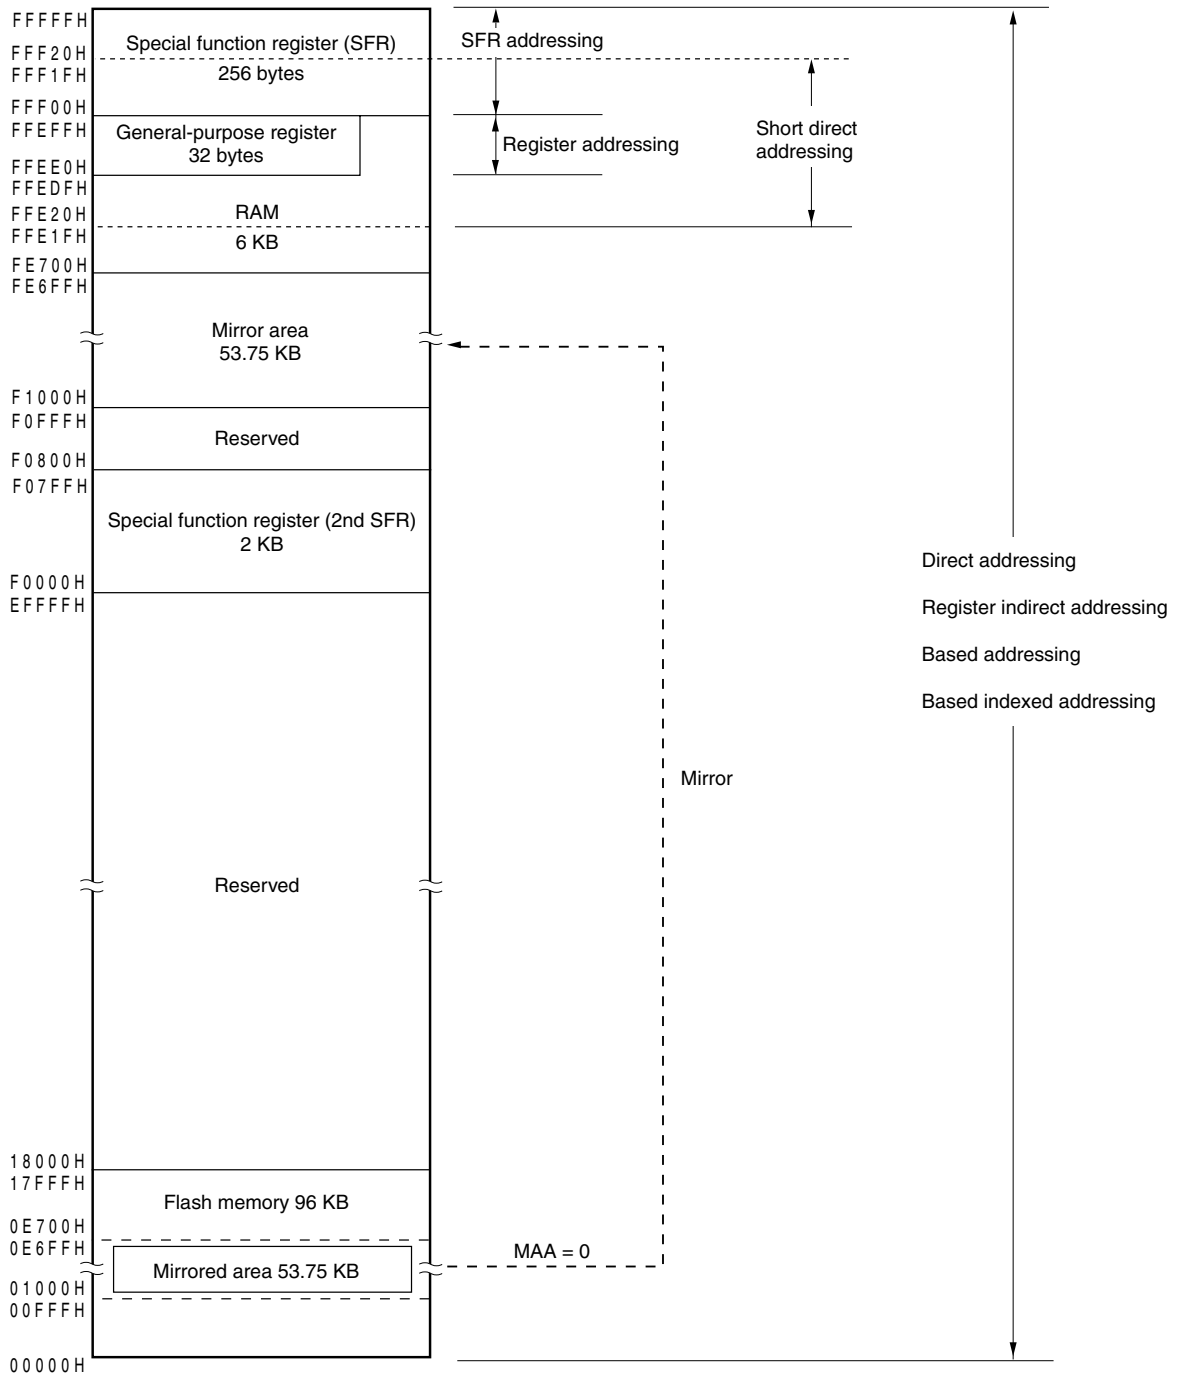 FFFFFH
Special function register (SFR)
256 bytes
SFR addressing
FFF20H
FFF1FH
FFF00H
FFEFFH
General-purpose register
32 bytes
Register addressing
Short direct
addressing
FFEE0H
FFEDFH
FFE20H
RAM
FFE1FH
6 KB
FE700H
FE6FFH
Mirror area
53.75 KB
F1000H
F0FFFH
Reserved
F0800H
F07FFH
Special function register (2nd SFR)
2 KB
F0000H
EFFFFH
Direct addressing
Register indirect addressing
Based addressing
Based indexed addressing
Mirror
Reserved
18000H
17FFFH
Flash memory 96 KB
0E700H
0E6FFH
MAA = 0
Mirrored area 53.75 KB
01000H
00FFFH
00000H